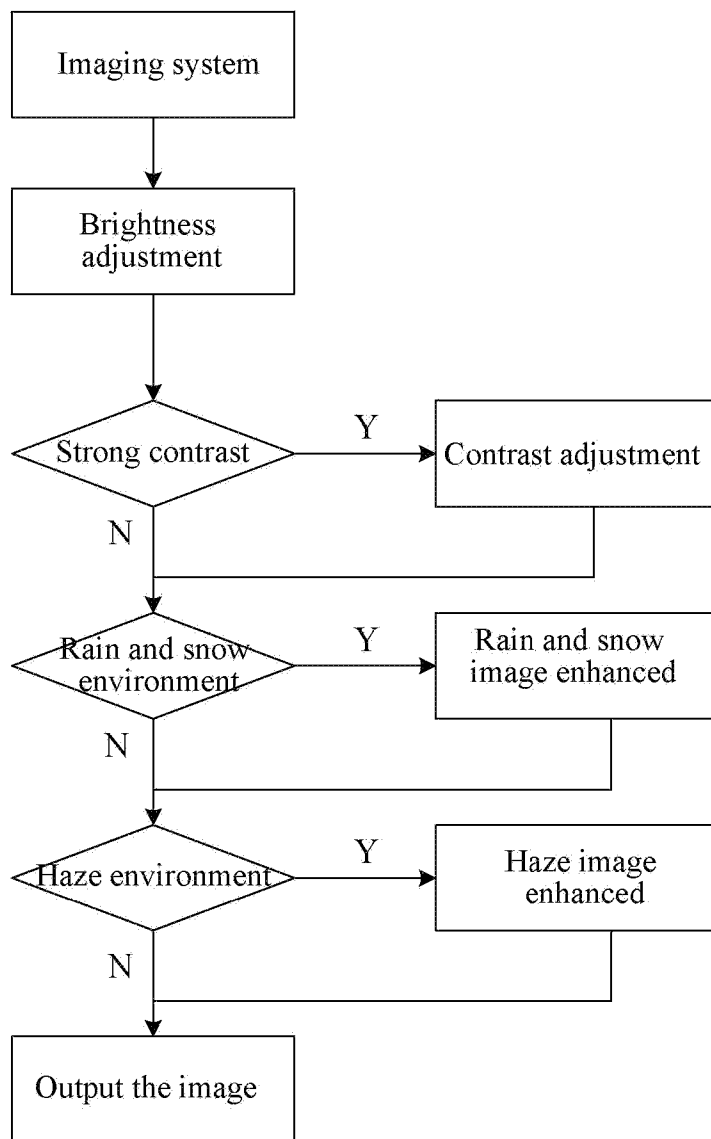 Imaging system
Brightness
adjustment
Strong contrast
Y
Contrast adjustment
N
Rain and snow
environment
Y
Rain and snow
image enhanced
N
Haze environment
Y
Haze image
enhanced
N
Output the image